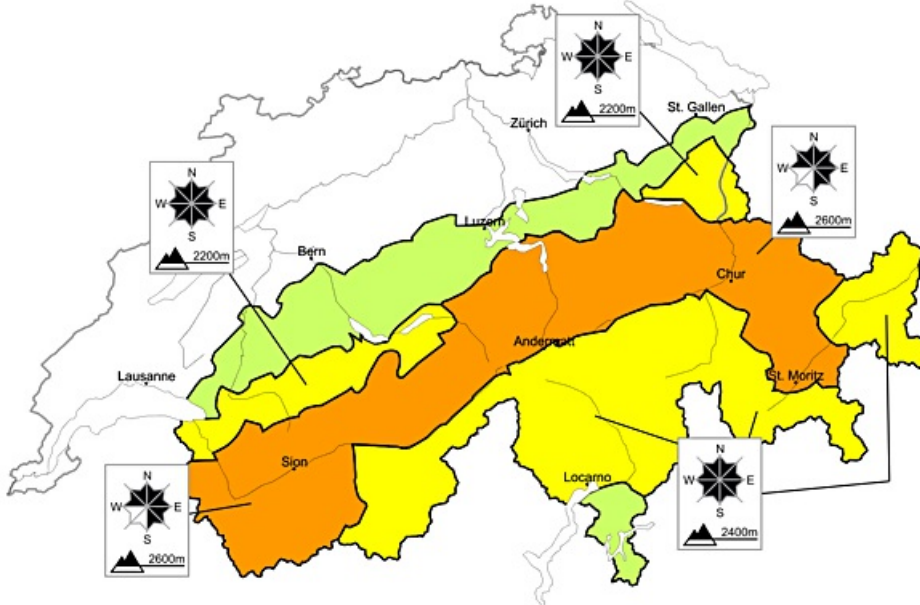 N
W E
S
2200m
St. Gallen
Zürich
N
W E
S
2600m
N
W E
S
2200m
Luzern
Bern
Chur
Andermatt
Lausanne
St. Moritz
Sion
Locarno
N
W E
S
2600m
N
W E
S
2400m